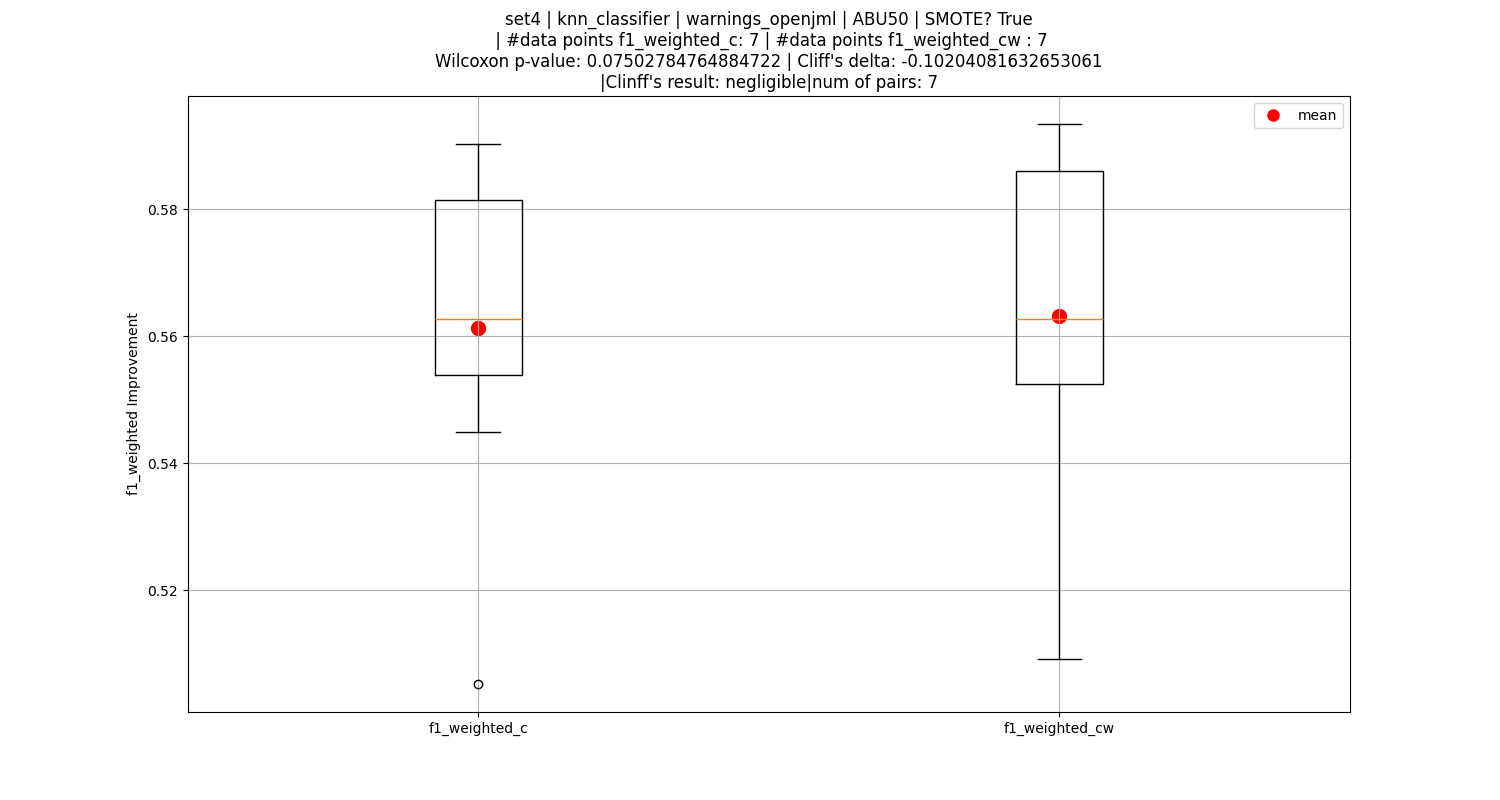 set4 | knn_classifier | warnings_openjml | ABU50 | SMOTE? True
| #data points f1_weighted_c: 7 | #data points f1_weighted_cw : 7
Wilcoxon p-value: 0.07502784764884722 | Cliff's delta: -0.10204081632653061
|Clinff's result: negligible|num of pairs: 7
mean
0.58
0.56
0.54
0.52
f1_weighted Improvement
f1_weighted_c
f1_weighted_cw